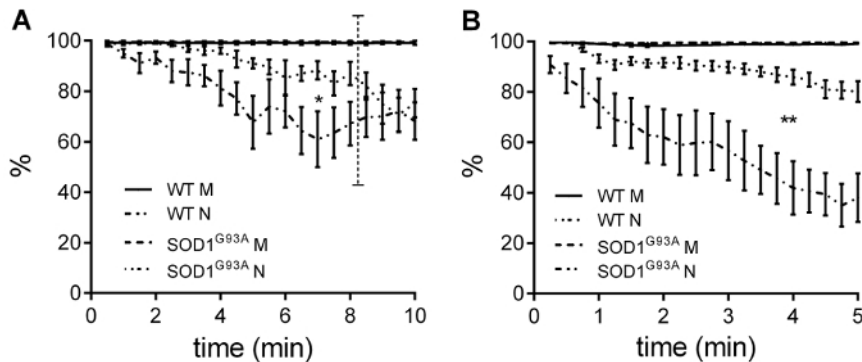 A
100
80
60
40
20
0
%
*
WT M
WT N
SOD1G93A M
SOD1G93A N
0 2 4 6 8 10
time (min)
B
100
80
60
40
20
0
%
**
WT M
WT N
SOD1G93A M
SOD1G93A N
0 1 2 3 4 5
time (min)